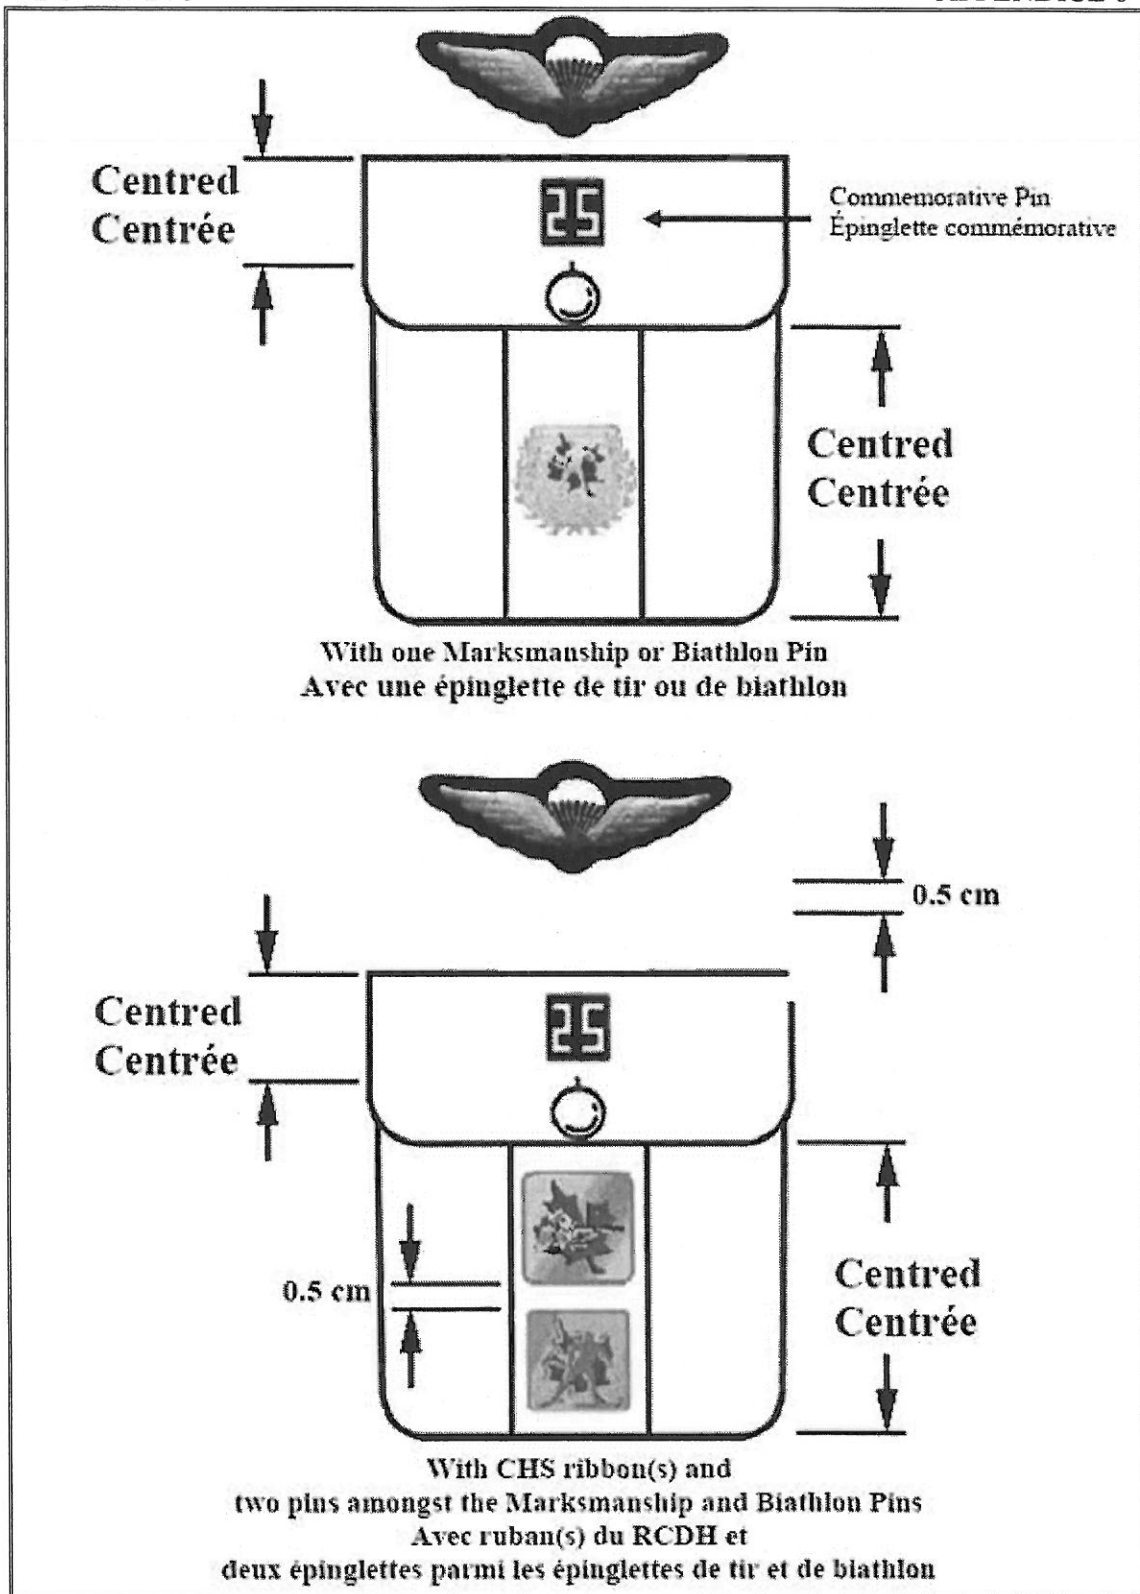 Centred
Centrée
25
Commemorative Pin
Épinglette commémorative
Centred
Centrée
With one Marksmanship or Biathlon Pin
Avec une épinglette de tir ou de biathlon
0.5 cm
Centred
Centrée
25
0.5 cm
Centred
Centrée
With CHS ribbon(s) and
two pins amongst the Marksmanship and Biathlon Pins
Avec ruban(s) du RCDH et
deux épinglettes parmi les épinglettes de tir et de biathlon